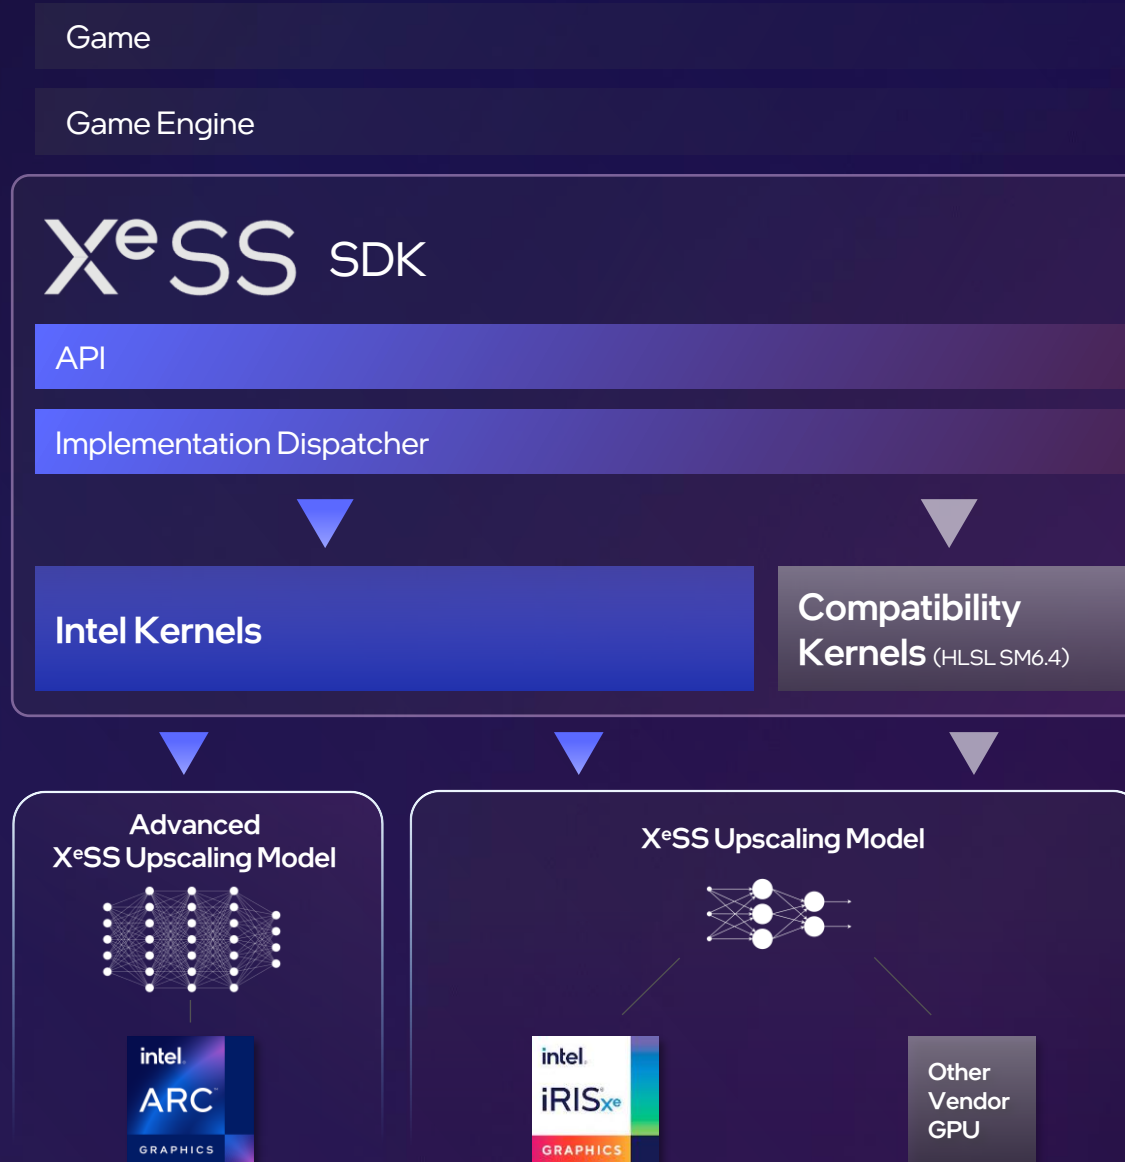 Game
Game Engine
XᵉSS SDK
API
Implementation Dispatcher
Intel Kernels
Compatibility
Kernels (HLSL SM6.4)
Advanced
XᵉSS Upscaling Model
XᵉSS Upscaling Model
intel.
ARC™
GRAPHICS
intel.
iRISxe
GRAPHICS
Other
Vendor
GPU